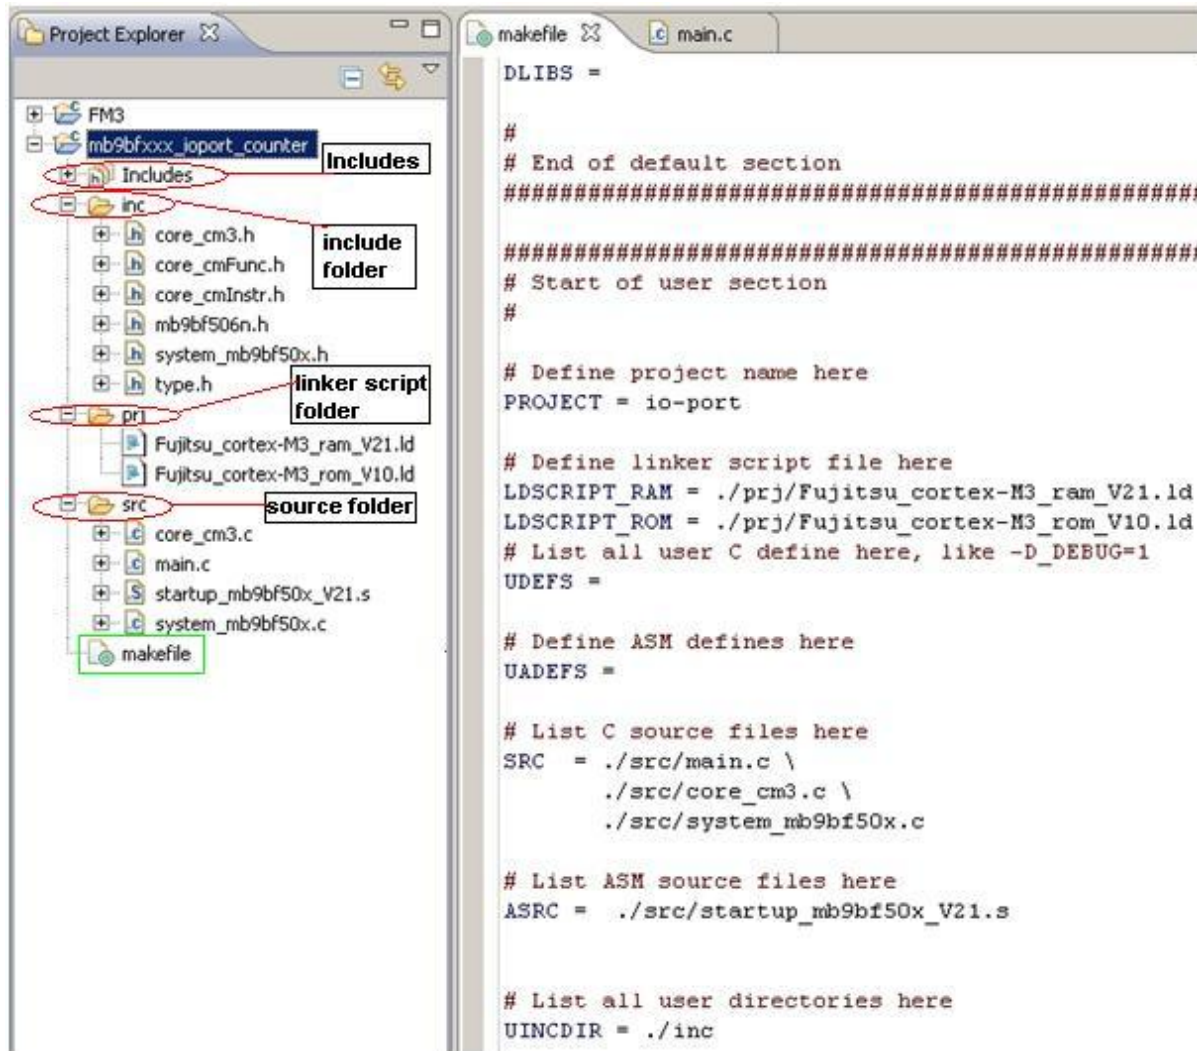 Project Explorer
FM3
mb9bfxxx_ioport_counter
Includes
Includes
inc
include
folder
core_cm3.h
core_cmFunc.h
core_cmInstr.h
mb9bf506n.h
system_mb9bf50x.h
type.h
linker script
folder
prj
Fujitsu_cortex-M3_ram_V21.ld
Fujitsu_cortex-M3_rom_V10.ld
src
source folder
core_cm3.c
main.c
startup_mb9bf50x_V21.s
system_mb9bf50x.c
makefile
makefile
main.c
DLIBS =
#
# End of default section
##################################################
##################################################
# Start of user section
#
# Define project name here
PROJECT = io-port
# Define linker script file here
LDSCRIPT_RAM = ./prj/Fujitsu_cortex-M3_ram_V21.ld
LDSCRIPT_ROM = ./prj/Fujitsu_cortex-M3_rom_V10.ld
# List all user C define here, like -D_DEBUG=1
UDEFS =
# Define ASM defines here
UADEFS =
# List C source files here
SRC = ./src/main.c \
./src/core_cm3.c \
./src/system_mb9bf50x.c
# List ASM source files here
ASRC = ./src/startup_mb9bf50x_V21.s
# List all user directories here
UINCDIR = ./inc